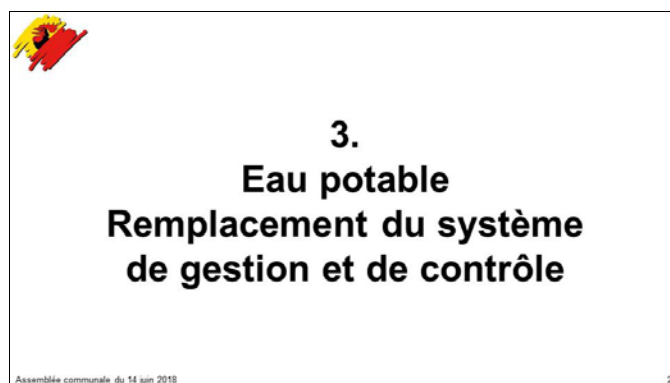 3.
Eau potable
Remplacement du système
de gestion et de contrôle
Assemblée communale du 14 juin 2018